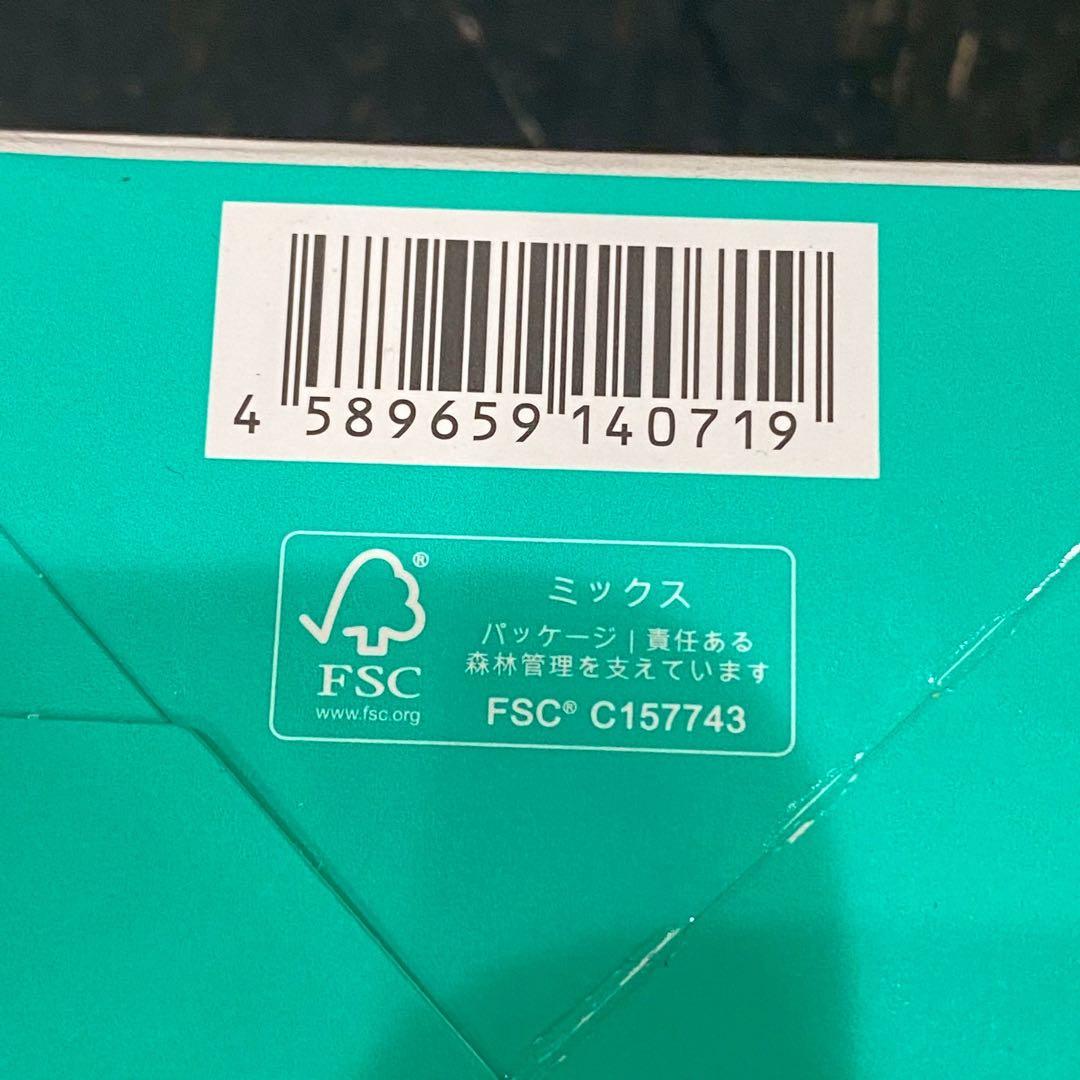 4 589659 140719
ミックス
パッケージ | 責任ある
森林管理を支えています
FSC® C157743
®
FSC
www.fsc.org